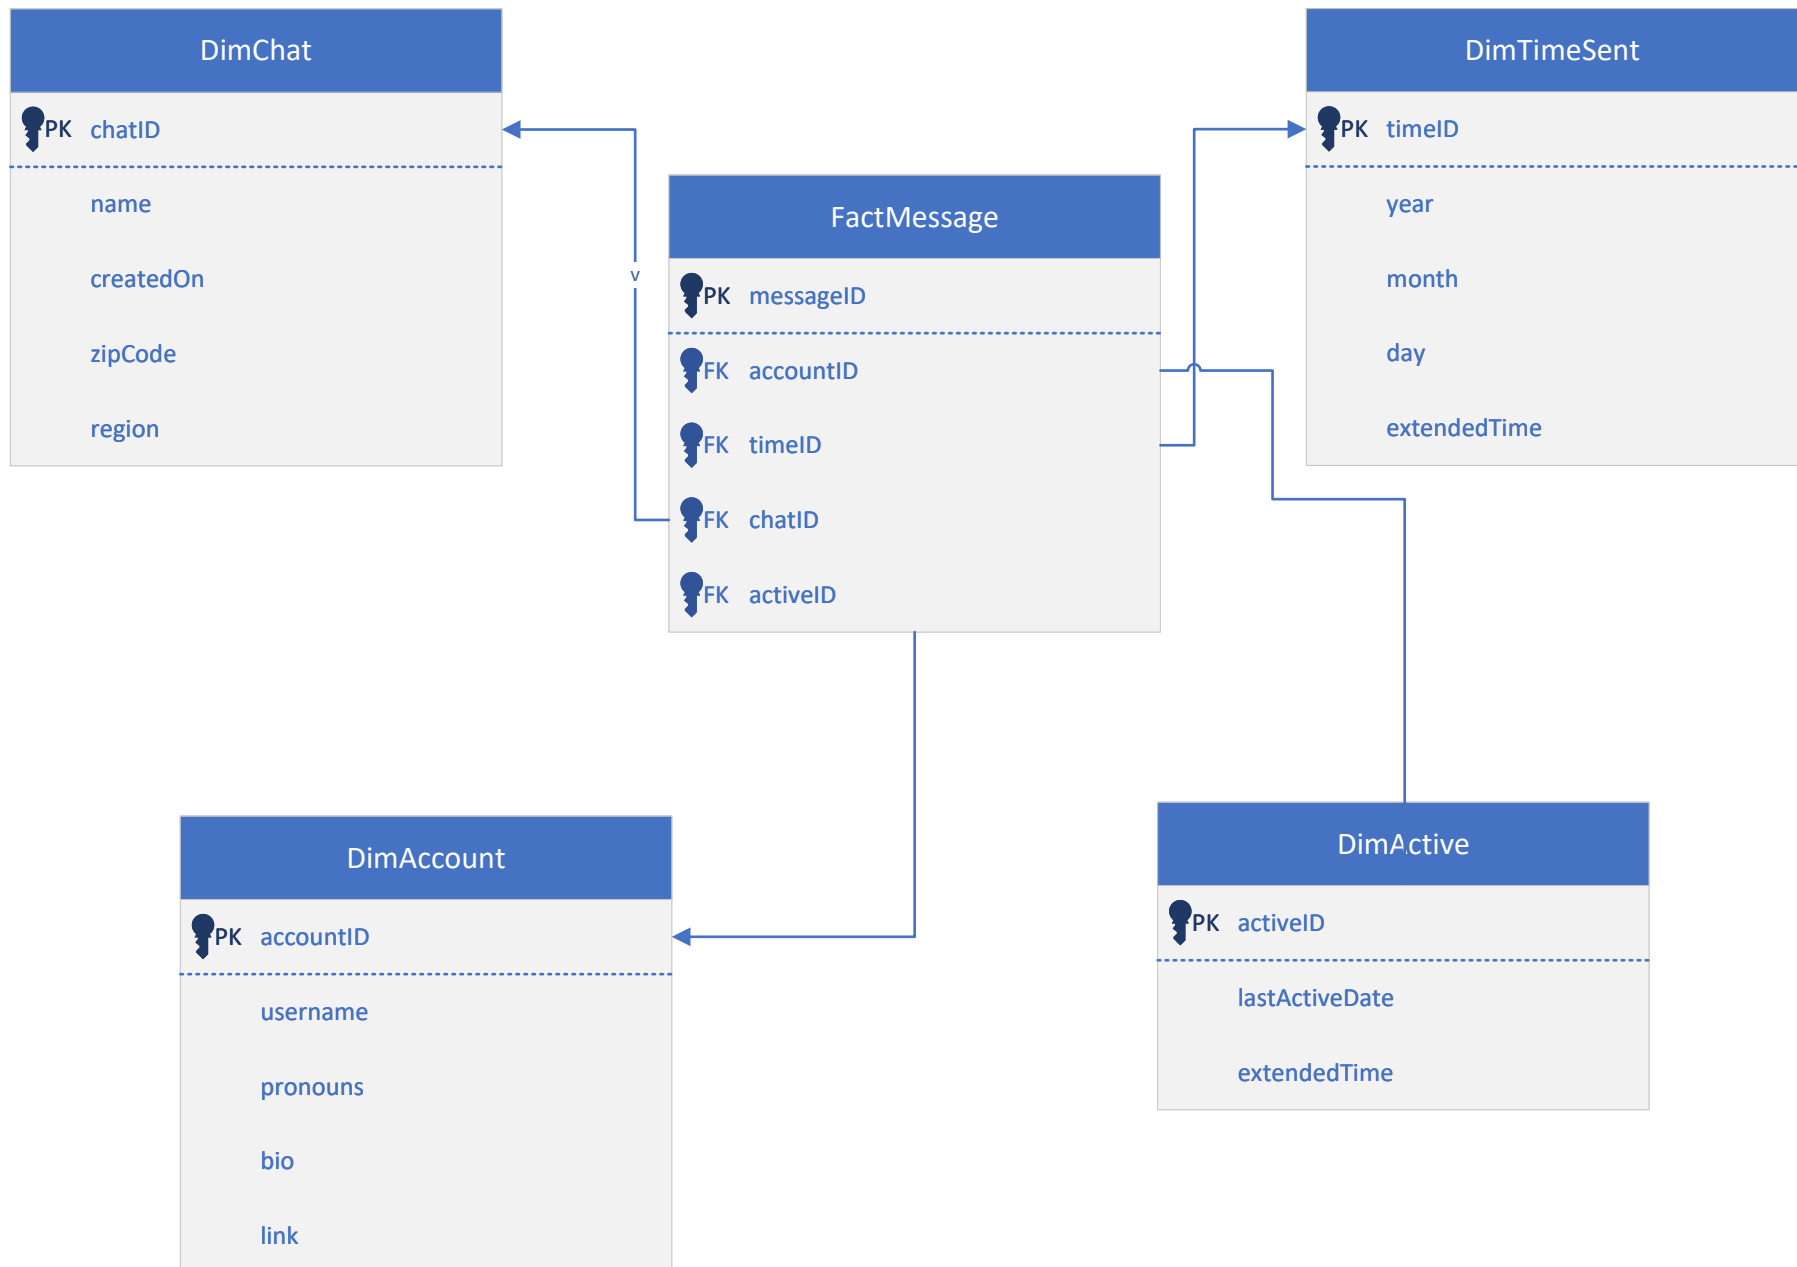 DimChat
PK chatID
name
createdOn
zipCode
region
v
FactMessage
PK messageID
FK accountID
FK timeID
FK chatID
FK activeID
DimTimeSent
PK timeID
year
month
day
extendedTime
DimAccount
PK accountID
username
pronouns
bio
link
DimActive
PK activeID
lastActiveDate
extendedTime